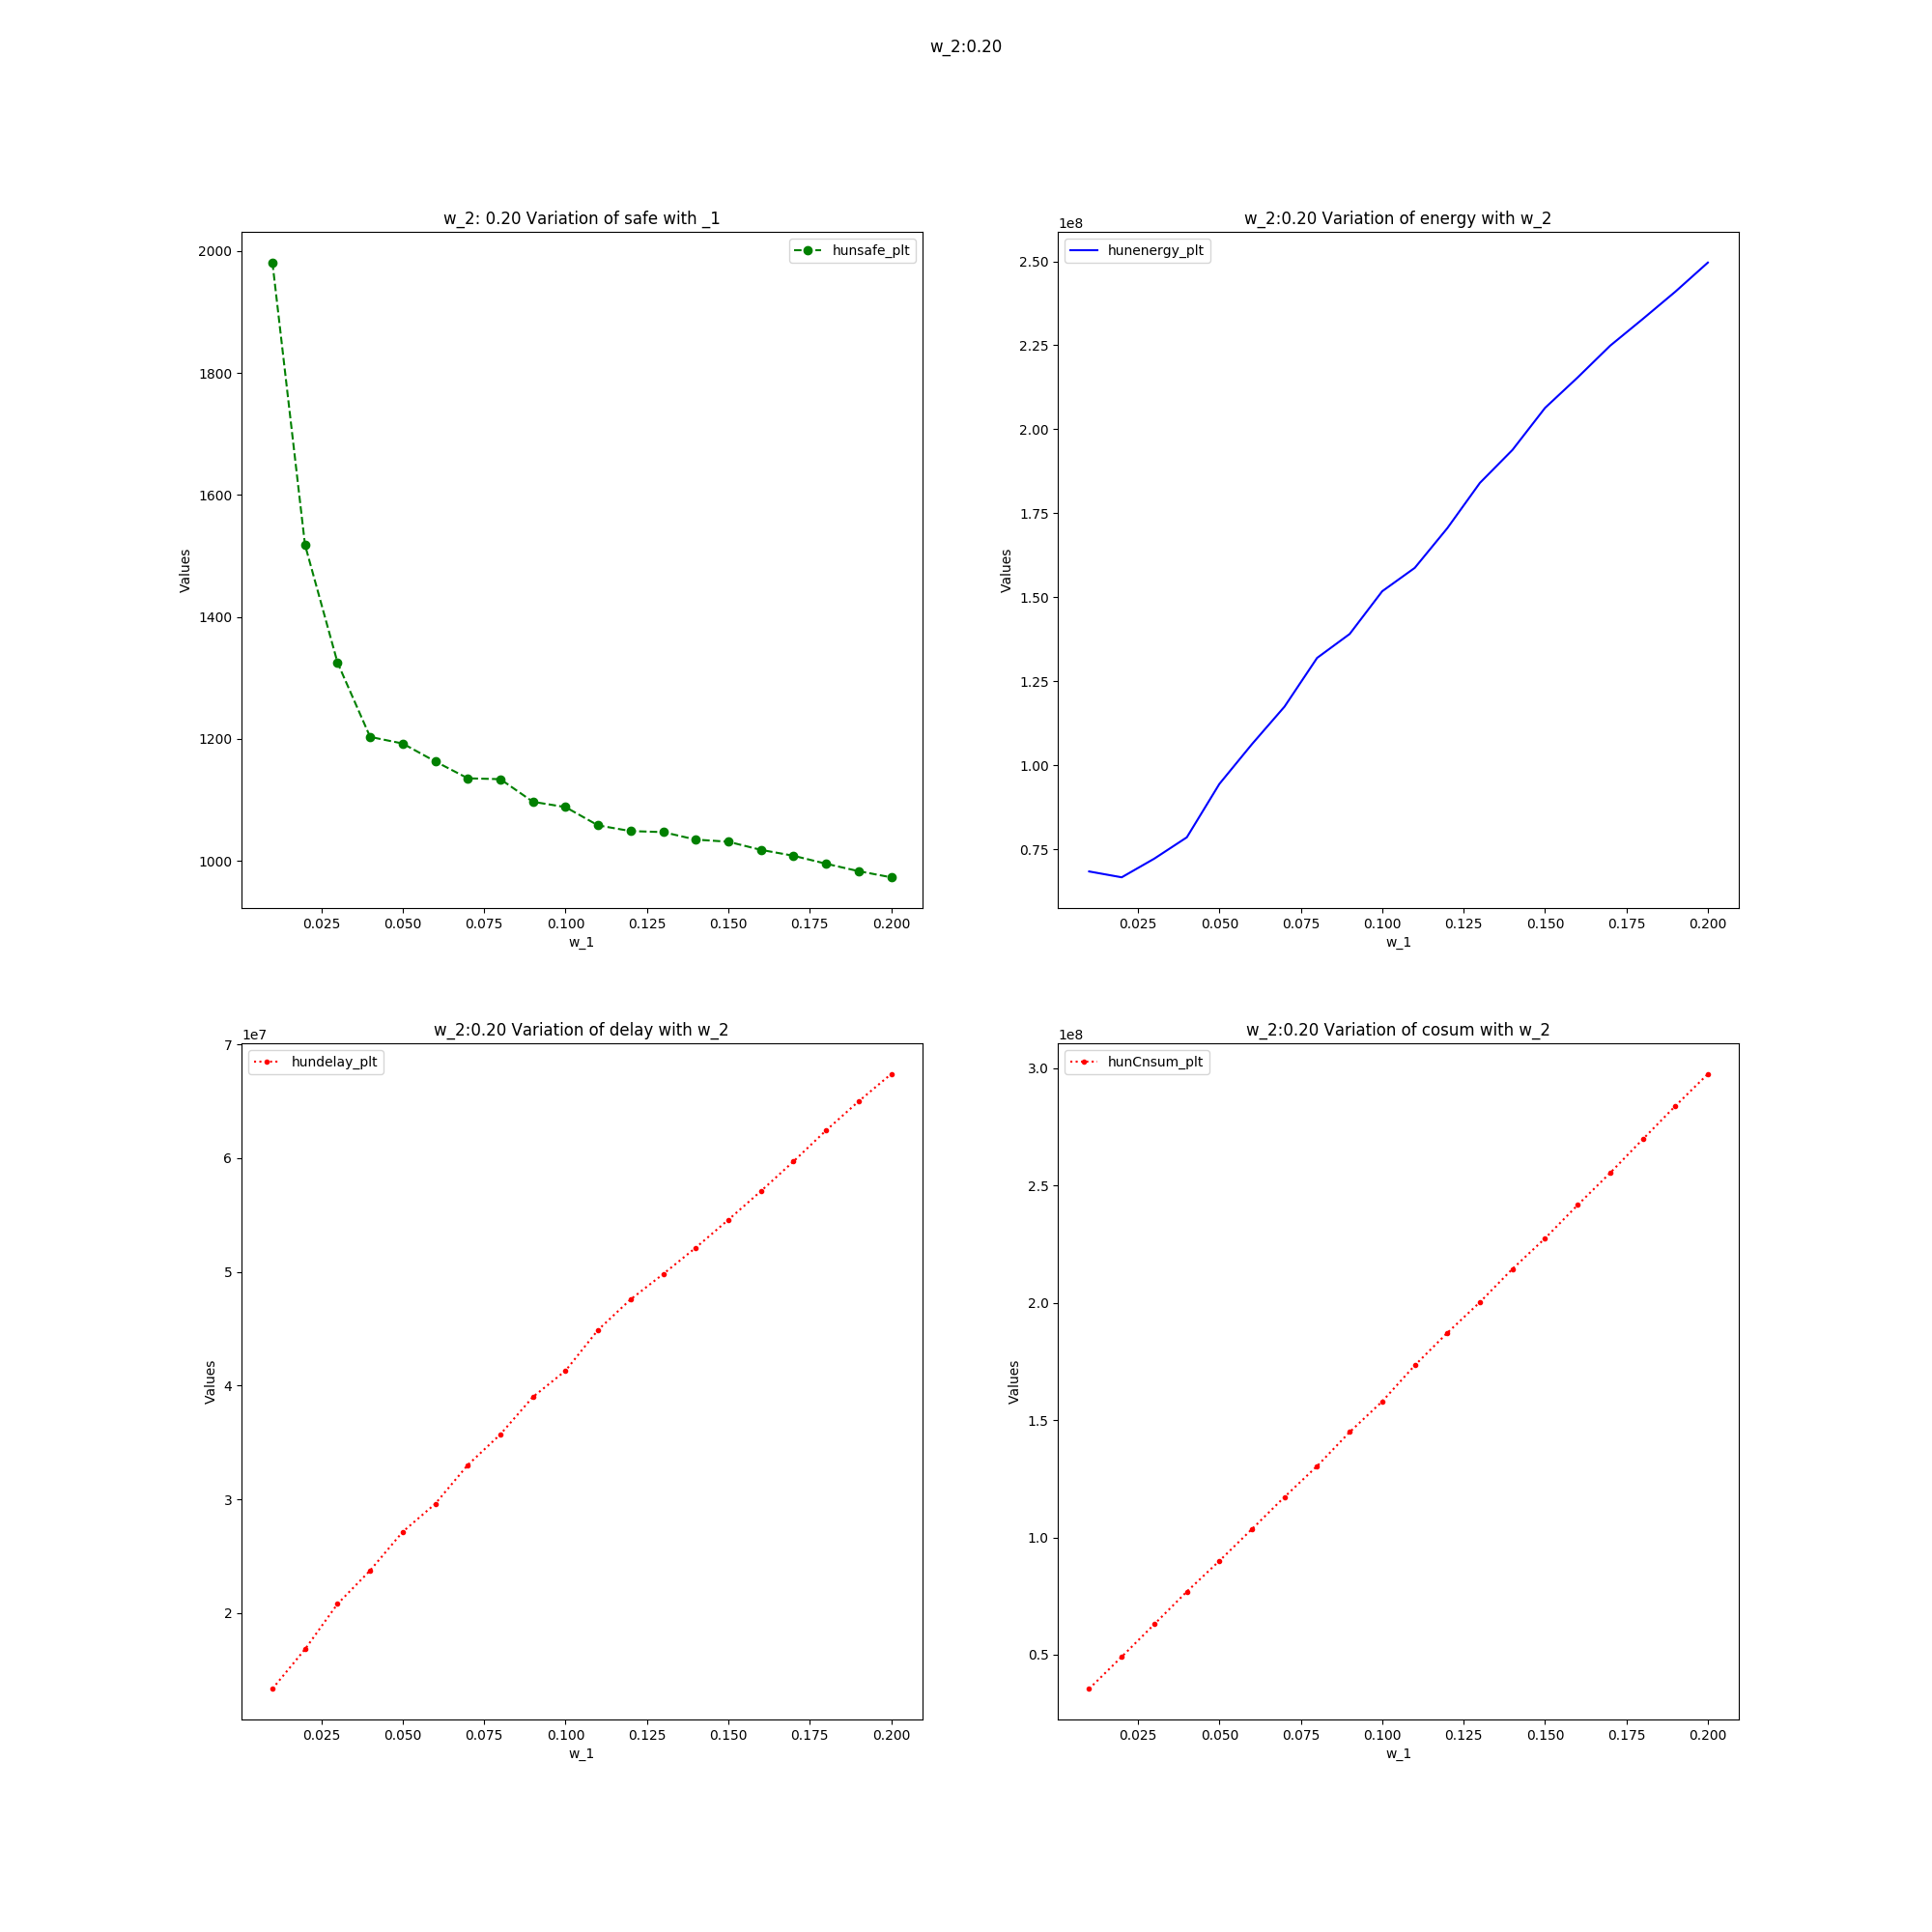 w_2:0.20
w_2: 0.20 Variation of safe with _1
hunsafe_plt
2000
1800
1600
1400
1200
1000
Values
0.025 0.050 0.075 0.100 0.125 0.150 0.175 0.200
w_1
w_2:0.20 Variation of energy with w_2
1e8
hunenergy_plt
2.50
2.25
2.00
1.75
1.50
1.25
1.00
0.75
Values
0.025 0.050 0.075 0.100 0.125 0.150 0.175 0.200
w_1
w_2:0.20 Variation of delay with w_2
1e7
hundelay_plt
7
6
5
4
3
2
Values
0.025 0.050 0.075 0.100 0.125 0.150 0.175 0.200
w_1
w_2:0.20 Variation of cosum with w_2
1e8
hunCnsum_plt
3.0
2.5
2.0
1.5
1.0
0.5
Values
0.025 0.050 0.075 0.100 0.125 0.150 0.175 0.200
w_1